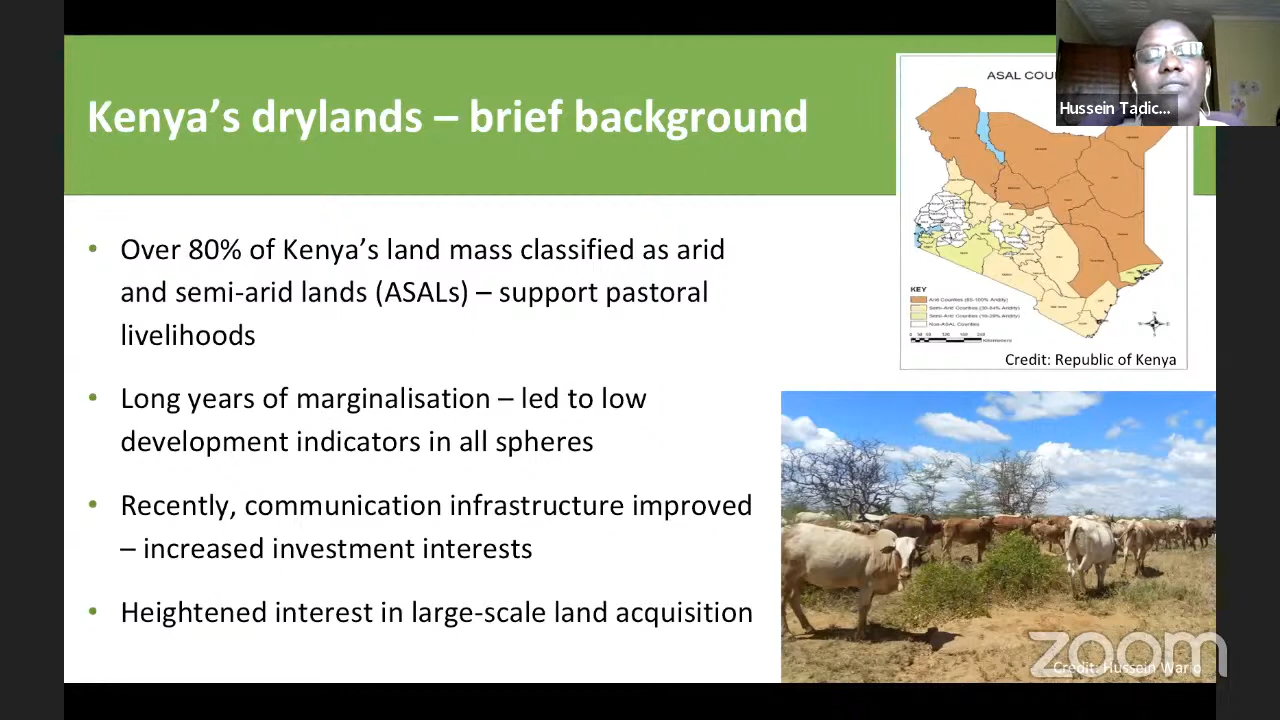 Kenya’s drylands – brief background
ASAL COU
Hussein Tadic...
• Over 80% of Kenya’s land mass classified as arid
and semi-arid lands (ASALs) – support pastoral
livelihoods
• Long years of marginalisation – led to low
development indicators in all spheres
• Recently, communication infrastructure improved
– increased investment interests
• Heightened interest in large-scale land acquisition
KEY
Arid Counties (85-100% Aridity)
Semi-Arid Counties (30-84% Aridity)
Semi-Arid Counties (10-29% Aridity)
Non-ASAL Counties
Kilometers
Credit: Republic of Kenya
zoom
Credit: Hussein Wario